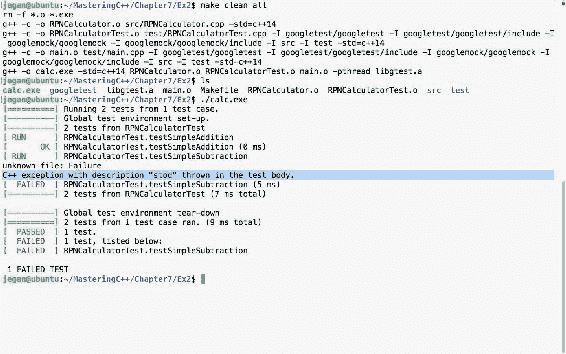 jegan@ubuntu:~/MasteringC++/Chapter7/Ex2$ make clean all
rm -f *.o *.exe
g++ -c -o RPNCalculator.o src/RPNCalculator.cpp -std=c++14
g++ -c -o RPNCalculatorTest.o test/RPNCalculatorTest.cpp -I googletest/googletest -I googletest/googletest/include -I
googletest/googlemock -I googletest/googlemock/include -I src -I test -std=c++14
g++ -c -o main.o test/main.cpp -I googletest/googletest -I googletest/googletest/include -I googletest/googlemock -I
googletest/googlemock/include -I src -I test -std=c++14
g++ -o calc.exe -std=c++14 RPNCalculator.o RPNCalculatorTest.o main.o -pthread libgtest.a
jegan@ubuntu:~/MasteringC++/Chapter7/Ex2$ ls
calc.exe googletest libgtest.a main.o Makefile RPNCalculator.o RPNCalculatorTest.o src test
jegan@ubuntu:~/MasteringC++/Chapter7/Ex2$ ./calc.exe
[==========] Running 2 tests from 1 test case.
[----------] Global test environment set-up.
[----------] 2 tests from RPNCalculatorTest
[ RUN      ] RPNCalculatorTest.testSimpleAddition
[       OK ] RPNCalculatorTest.testSimpleAddition (0 ms)
[ RUN      ] RPNCalculatorTest.testSimpleSubtraction
unknown file: Failure
C++ exception with description "stod" thrown in the test body.
[  FAILED  ] RPNCalculatorTest.testSimpleSubtraction (5 ms)
[----------] 2 tests from RPNCalculatorTest (7 ms total)
[----------] Global test environment tear-down
[==========] 2 tests from 1 test case ran. (9 ms total)
[  PASSED  ] 1 test.
[  FAILED  ] 1 test, listed below:
[  FAILED  ] RPNCalculatorTest.testSimpleSubtraction
1 FAILED TEST
jegan@ubuntu:~/MasteringC++/Chapter7/Ex2$